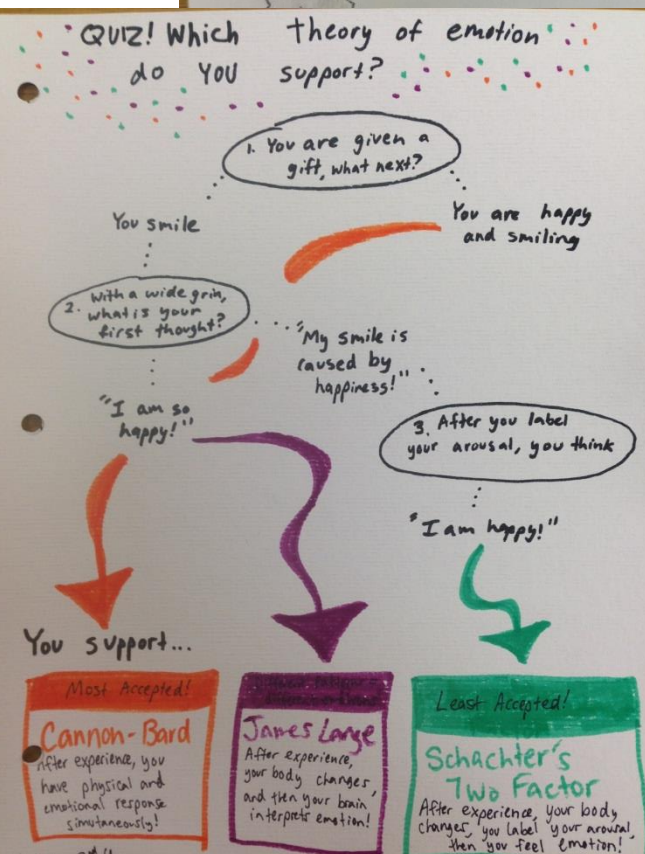 QUIZ! Which theory of emotion
do YOU support?
1. You are given a
gift, what next?
You smile
You are happy
and smiling
2. With a wide grin,
what is your
first thought?
"My smile is
caused by
happiness!"
"I am so
happy!"
3. After you label
your arousal, you think
"I am happy!"
You support...
Most Accepted!
Cannon-Bard
After experience, you
have physical and
emotional response
simutaneously!
James Lange
After experience,
your body changes,
and then your brain
interprets emotion!
Least Accepted!
Schachter's
Two Factor
After experience, your body
changes, you label your arousal,
then you feel emotion!